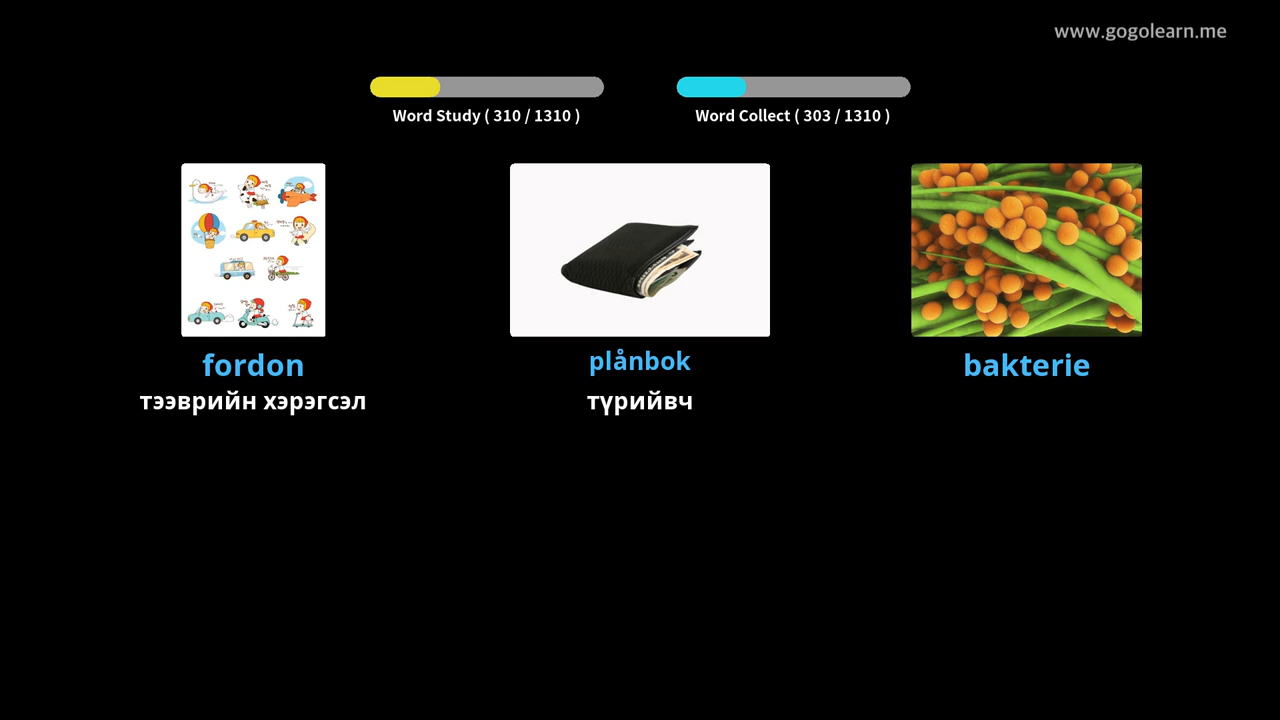 www.gogolearn.me
Word Study ( 310 / 1310 )
Word Collect ( 303 / 1310 )
fordon
тээврийн хэрэгсэл
plånbok
түрийвч
bakterie